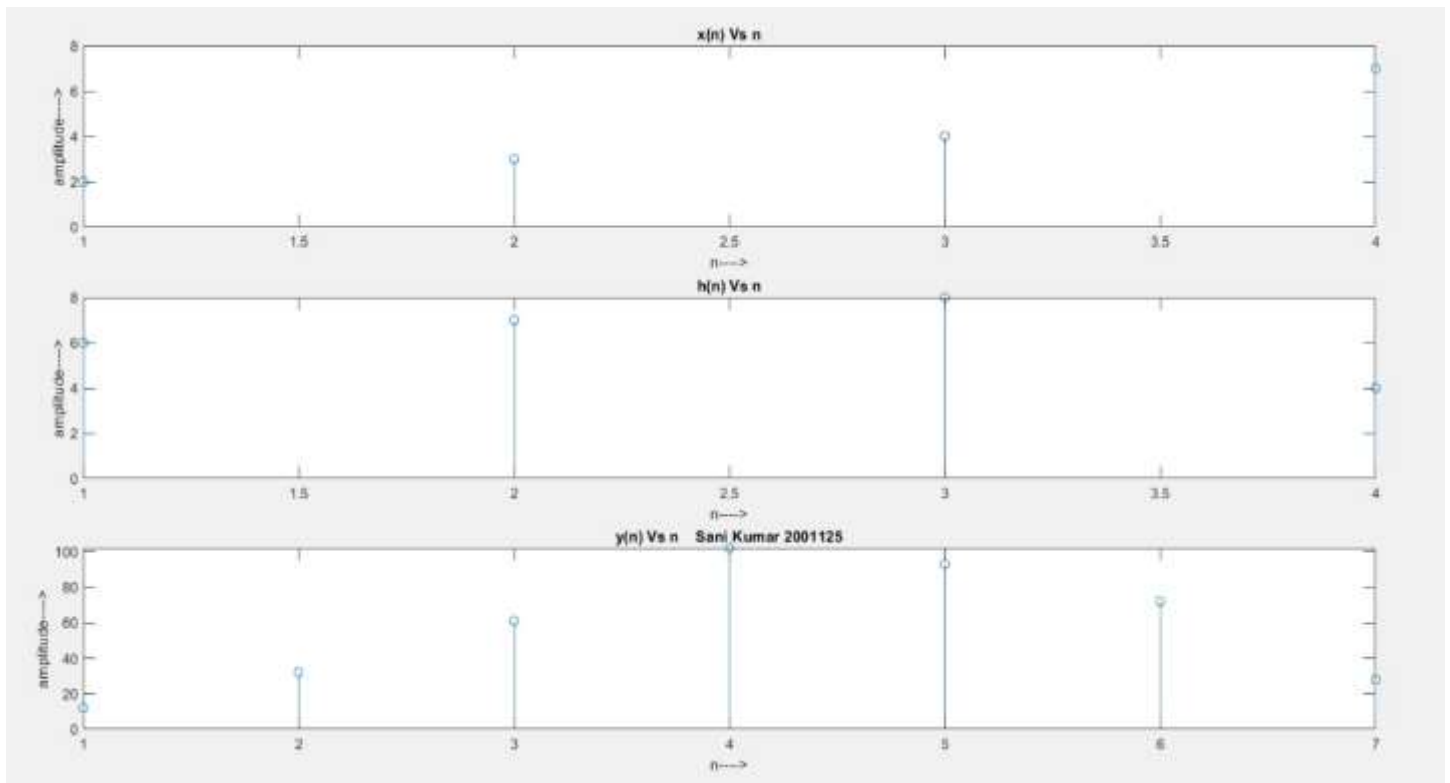 x(n) Vs n
8
6
4
2
0
amplitude---->
1 1.5 2 2.5 3 3.5 4
n---->
h(n) Vs n
8
6
4
2
0
amplitude---->
1 1.5 2 2.5 3 3.5 4
n---->
y(n) Vs n Sani Kumar 2001125
100
80
60
40
20
0
amplitude---->
1 2 3 4 5 6 7
n---->